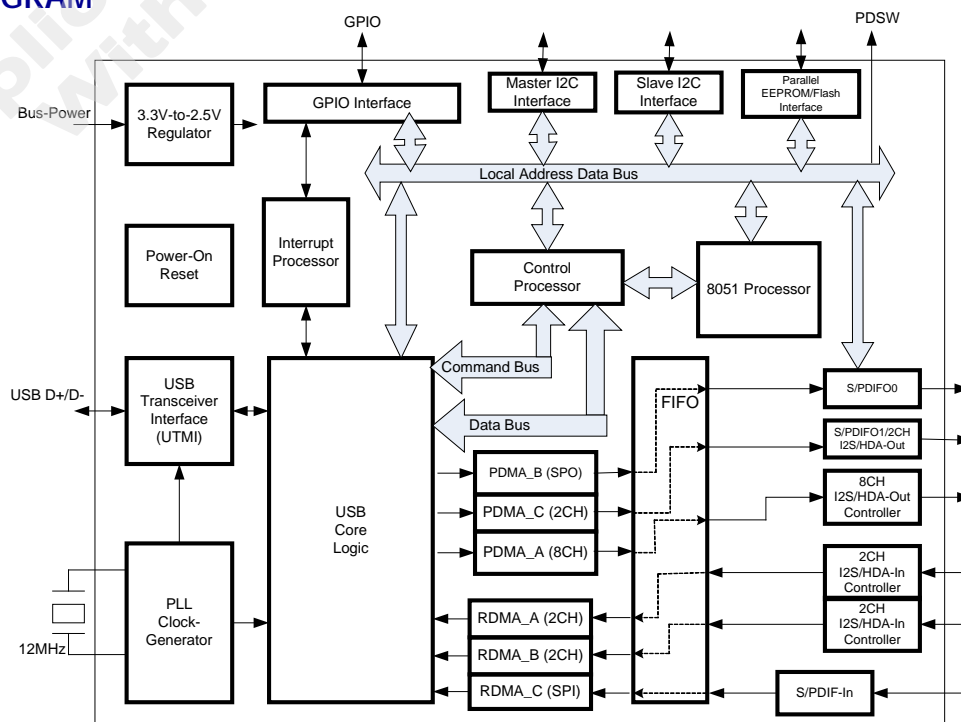 GPIO
PDSW
Bus-Power
3.3V-to-2.5V
Regulator
GPIO Interface
Master I2C
Interface
Slave I2C
Interface
Parallel
EEPROM/Flash
Interface
Local Address Data Bus
Power-On
Reset
Interrupt
Processor
Control
Processor
8051 Processor
USB D+/D-
USB
Transceiver
Interface
(UTMI)
Command Bus
Data Bus
FIFO
S/PDIFO0
S/PDIFO1/2CH
I2S/HDA-Out
8CH
I2S/HDA-Out
Controller
USB
Core
Logic
PDMA_B (SPO)
PDMA_C (2CH)
PDMA_A (8CH)
12MHz
PLL
Clock-
Generator
RDMA_A (2CH)
RDMA_B (2CH)
RDMA_C (SPI)
2CH
I2S/HDA-In
Controller
2CH
I2S/HDA-In
Controller
S/PDIF-In